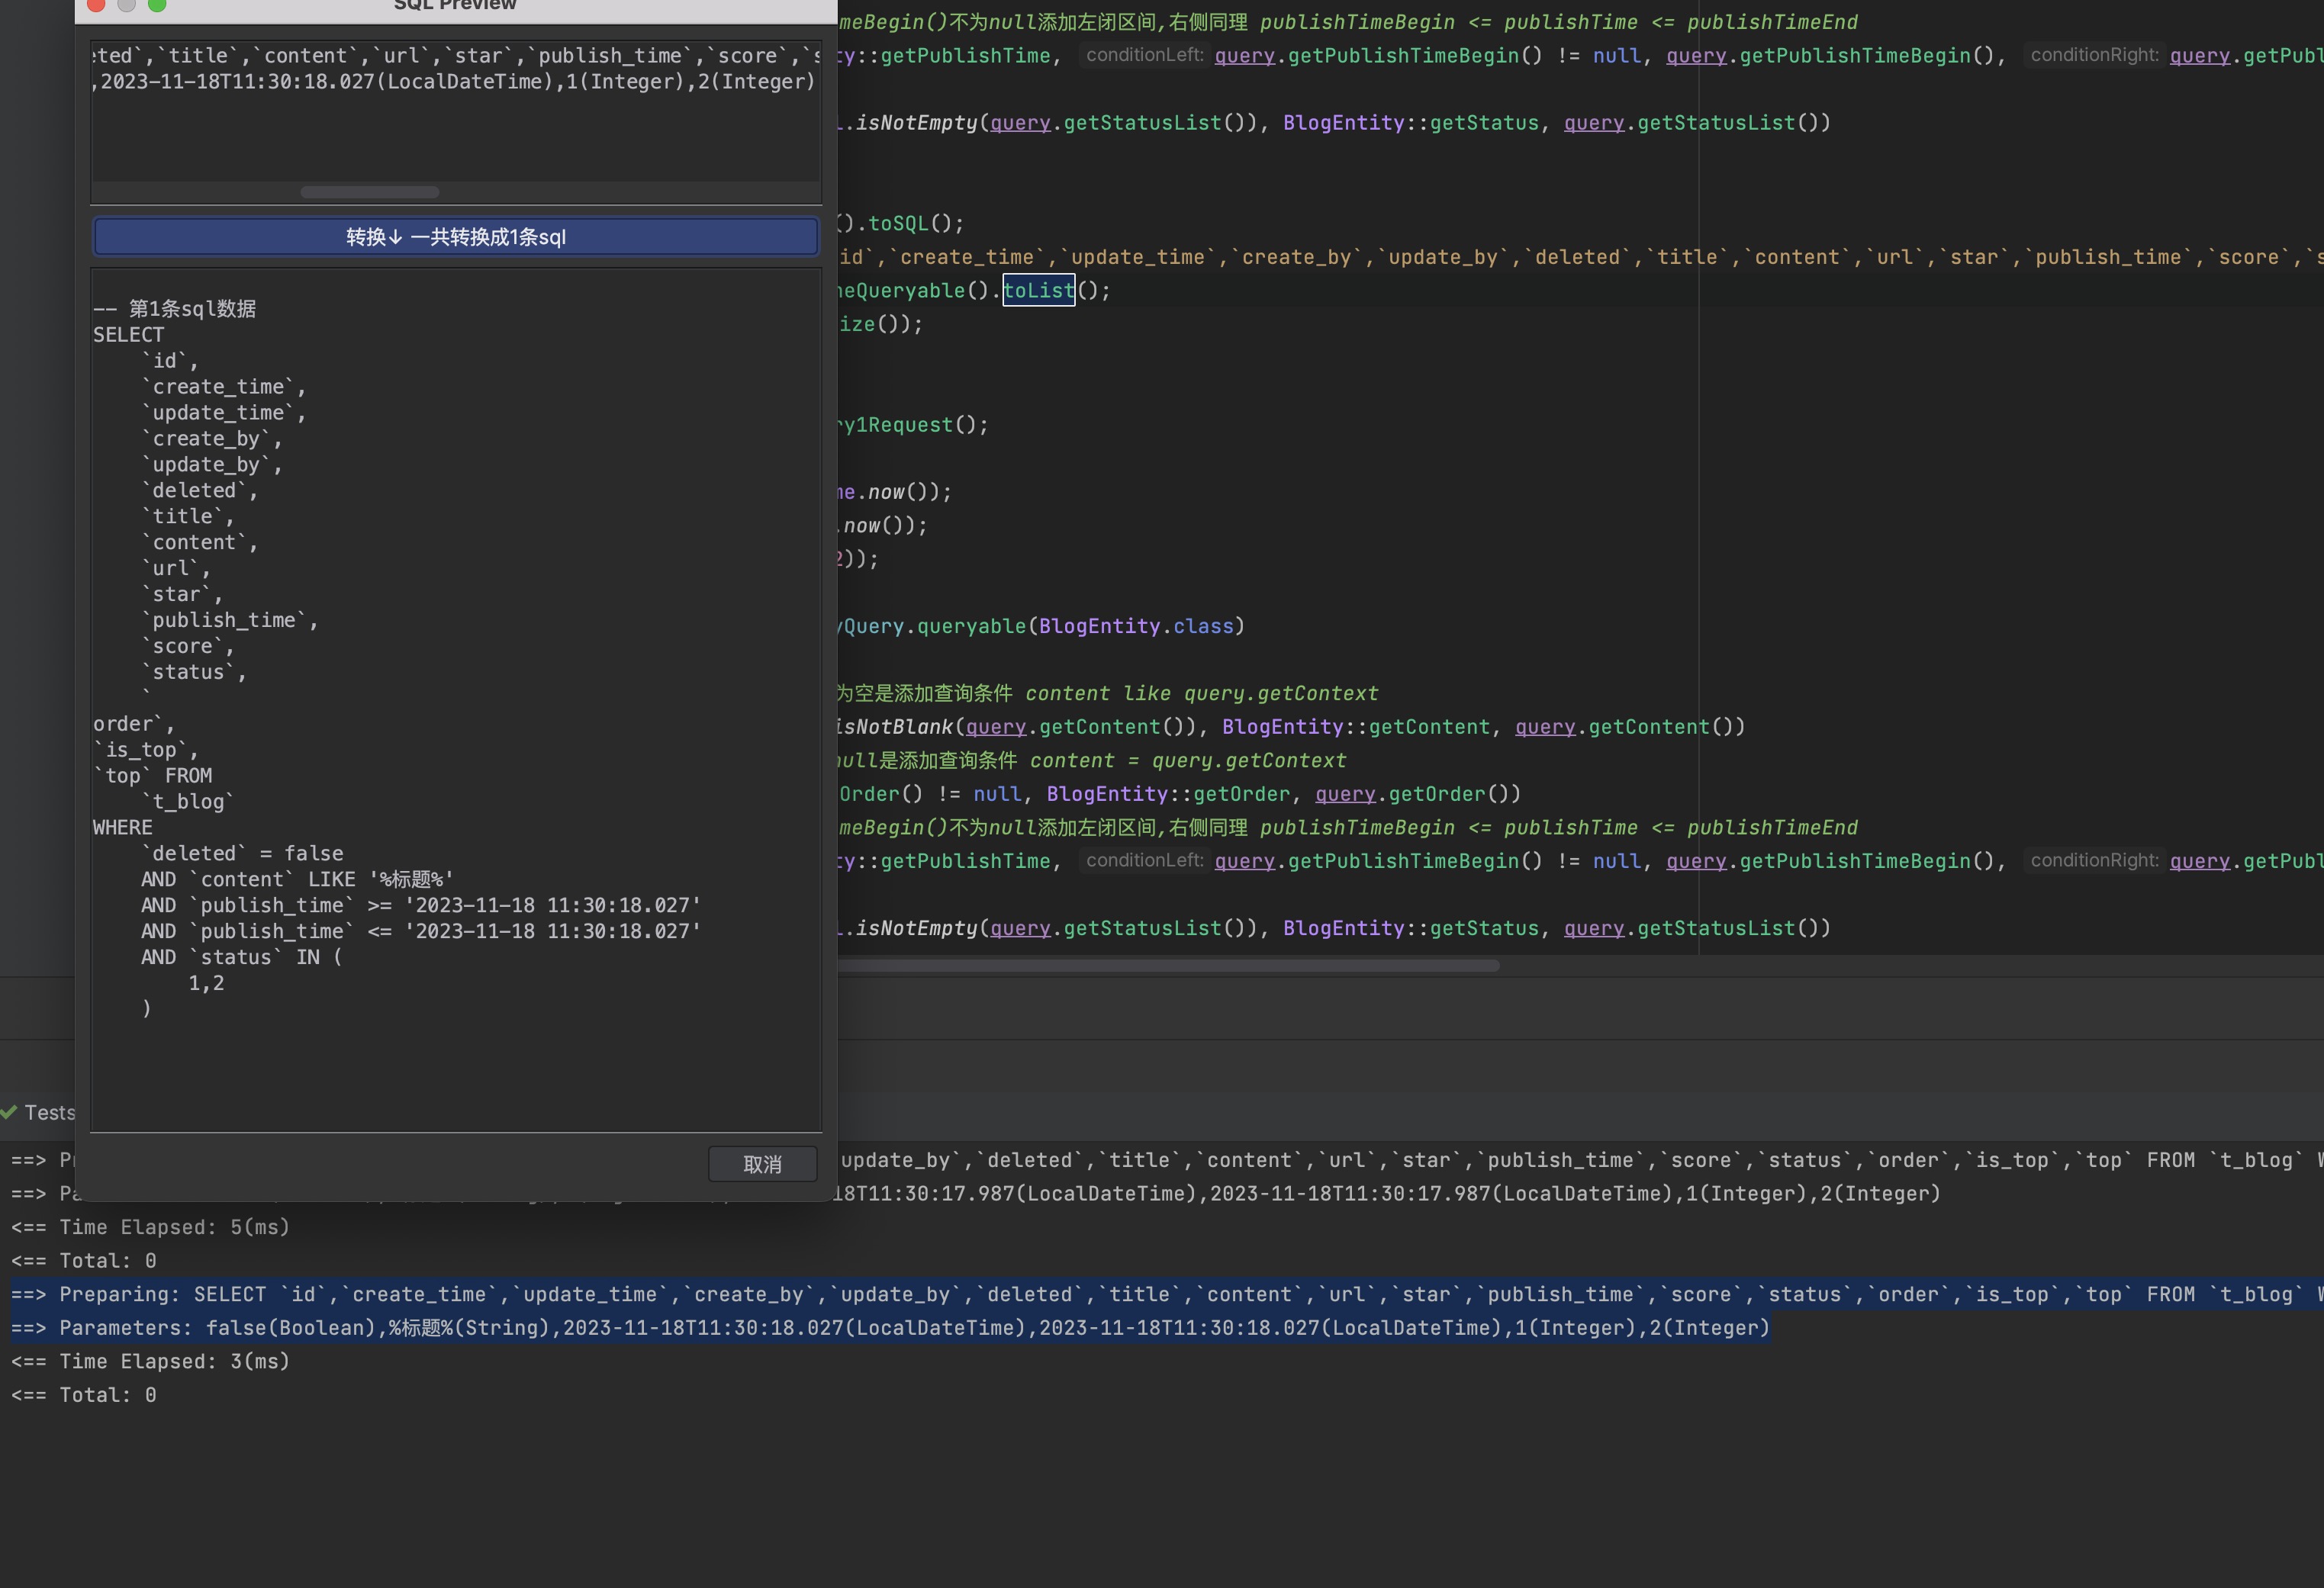 SQL Preview
`title`,`content`,`url`,`star`,`publish_time`,`score`,
,2023-11-18T11:30:18.027(LocalDateTime),1(Integer),2(Integer)
转换↓ 一共转换成1条sql
-- 第1条sql数据
SELECT
`id`,
`create_time`,
`update_time`,
`create_by`,
`update_by`,
`deleted`,
`title`,
`content`,
`url`,
`star`,
`publish_time`,
`score`,
`status`,
`
order`,
`is_top`,
`top` FROM
`t_blog`
WHERE
`deleted` = false
AND `content` LIKE '%标题%'
AND `publish_time` >= '2023-11-18 11:30:18.027'
AND `publish_time` <= '2023-11-18 11:30:18.027'
AND `status` IN (
1,2
)
取消
meBegin()不为null添加左闭区间,右侧同理 publishTimeBegin <= publishTime <= publishTimeEnd
ty::getPublishTime, conditionLeft: query.getPublishTimeBegin() != null, query.getPublishTimeBegin(), conditionRight: query.getPubl
.isNotEmpty(query.getStatusList()), BlogEntity::getStatus, query.getStatusList())
().toSQL();
id`,`create_time`,`update_time`,`create_by`,`update_by`,`deleted`,`title`,`content`,`url`,`star`,`publish_time`,`score`,`s
eQueryable().toList();
ize());
ry1Request();
me.now());
.now());
2));
yQuery.queryable(BlogEntity.class)
为空是添加查询条件 content like query.getContext
isNotBlank(query.getContent()), BlogEntity::getContent, query.getContent())
null是添加查询条件 content = query.getContext
Order() != null, BlogEntity::getOrder, query.getOrder())
meBegin()不为null添加左闭区间,右侧同理 publishTimeBegin <= publishTime <= publishTimeEnd
ty::getPublishTime, conditionLeft: query.getPublishTimeBegin() != null, query.getPublishTimeBegin(), conditionRight: query.getPubl
.isNotEmpty(query.getStatusList()), BlogEntity::getStatus, query.getStatusList())
Tests
==> Pr update_by`,`deleted`,`title`,`content`,`url`,`star`,`publish_time`,`score`,`status`,`order`,`is_top`,`top` FROM `t_blog` W
==> Pa 18T11:30:17.987(LocalDateTime),2023-11-18T11:30:17.987(LocalDateTime),1(Integer),2(Integer)
<== Time Elapsed: 5(ms)
<== Total: 0
==> Preparing: SELECT `id`,`create_time`,`update_time`,`create_by`,`update_by`,`deleted`,`title`,`content`,`url`,`star`,`publish_time`,`score`,`status`,`order`,`is_top`,`top` FROM `t_blog` W
==> Parameters: false(Boolean),%标题%(String),2023-11-18T11:30:18.027(LocalDateTime),2023-11-18T11:30:18.027(LocalDateTime),1(Integer),2(Integer)
<== Time Elapsed: 3(ms)
<== Total: 0